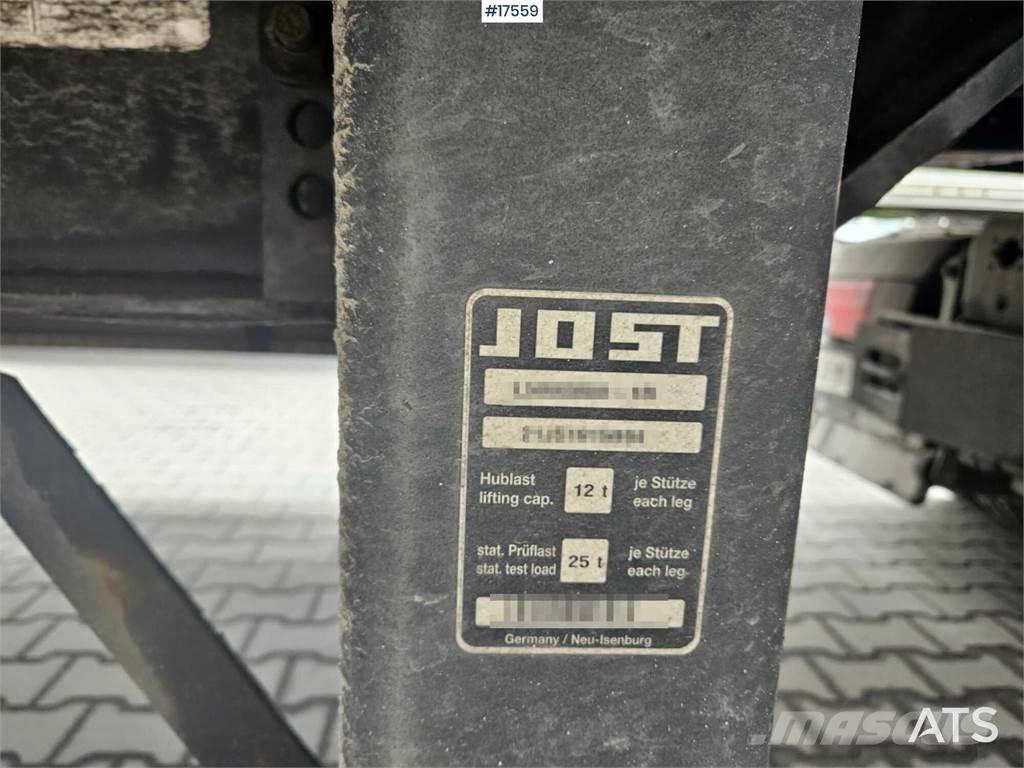 #17559
JOST
Hublast
lifting cap.
12 t
je Stütze
each leg
stat. Prüflast
stat. test load
25 t
je Stütze
each leg
Germany / Neu-Isenburg
ATS